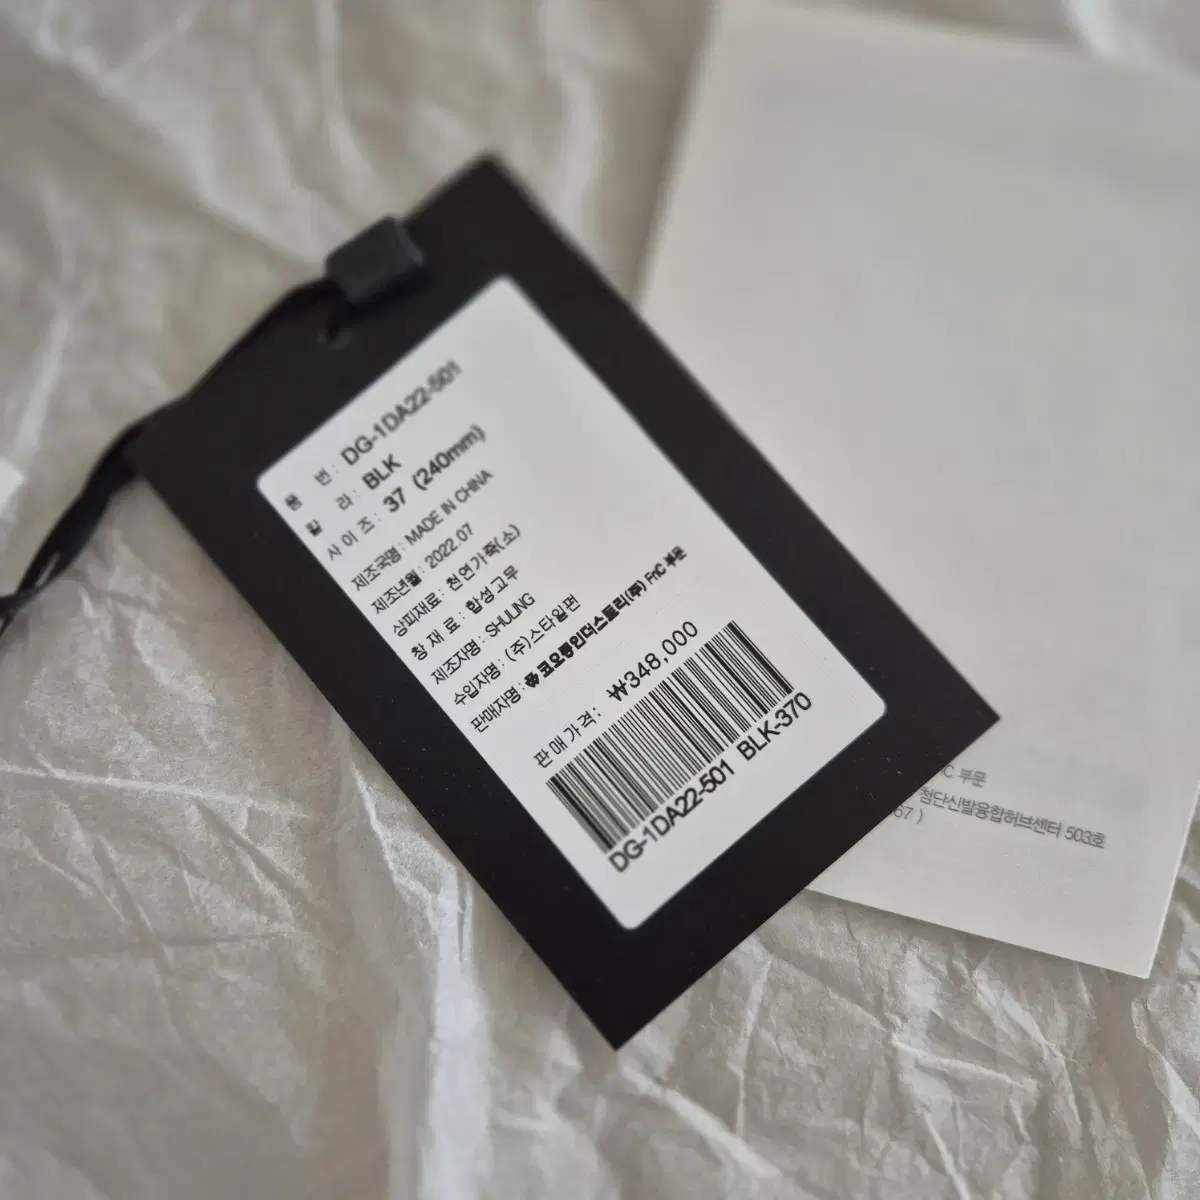 품 번 : DG-1DA22-501
칼 라 : BLK
사 이 즈 : 37 (240mm)
제조국명 : MADE IN CHINA
제조년월 : 2022.07
상피재료 : 천연가죽(소)
창 재 료 : 합성고무
제조자명 : SHULING
수입자명 : (주)스타일편
판매자명 : 코오롱인더스트리(주) FnC 부문
판 매 가 격 : ₩348,000
DG-1DA22-501 BLK-370
부문
첨단신발융합허브센터 503호
67 )